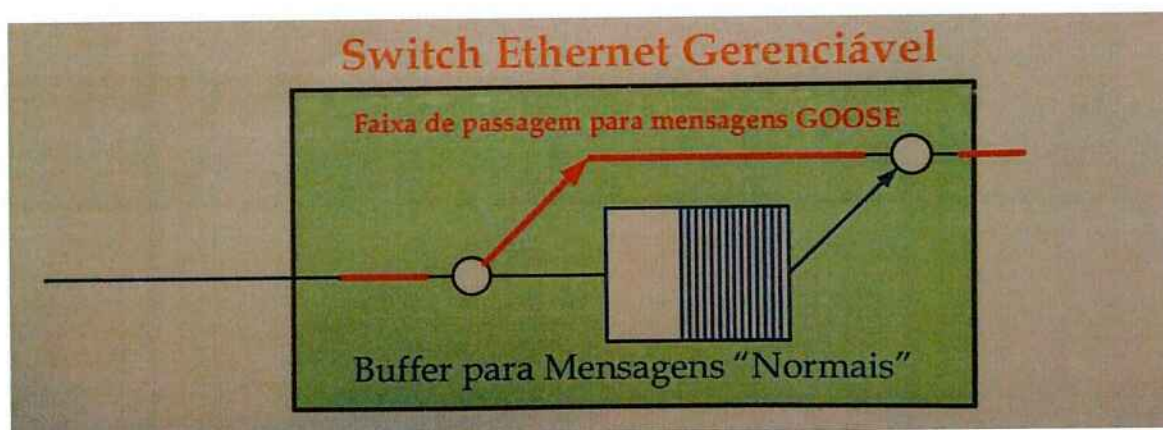 Switch Ethernet Gerenciável
Faixa de passagem para mensagens GOOSE
Buffer para Mensagens “Normais”